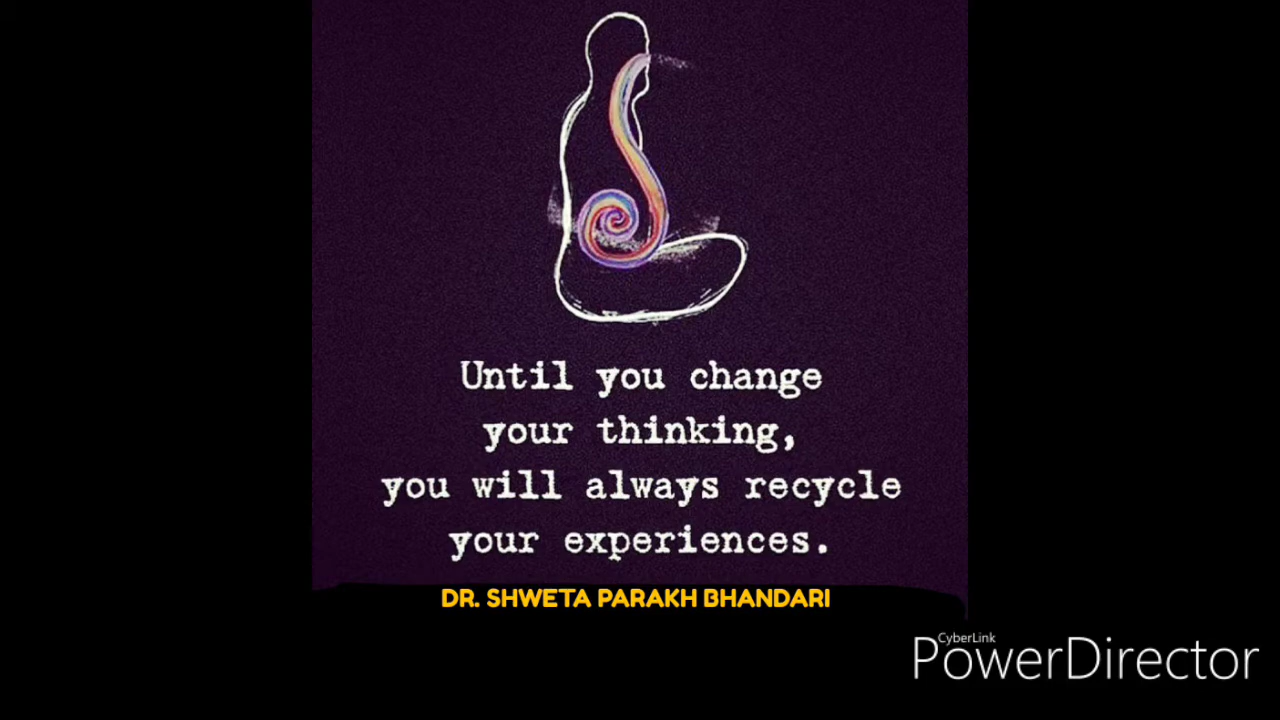 Until you change
your thinking,
you will always recycle
your experiences.
DR. SHWETA PARAKH BHANDARI
CyberLink
PowerDirector